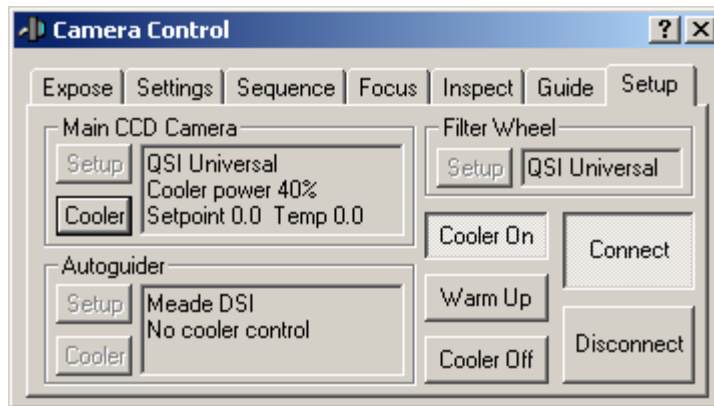 Camera Control
? X
Expose Settings Sequence Focus Inspect Guide Setup
Main CCD Camera
Setup
QSI Universal
Cooler power 40%
Cooler
Setpoint 0.0 Temp 0.0
Filter Wheel
Setup
QSI Universal
Autoguider
Setup
Meade DSI
No cooler control
Cooler
Cooler On
Connect
Warm Up
Cooler Off
Disconnect